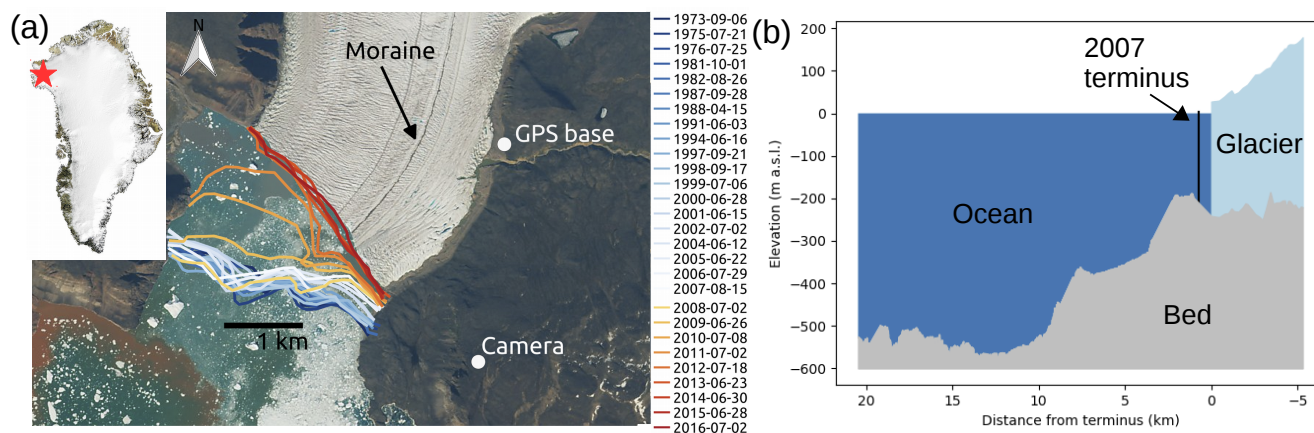 (a)
N
Moraine
GPS base
Camera
1 km
1973-09-06
1975-07-21
1976-07-25
1981-10-01
1982-08-26
1987-09-28
1988-04-15
1991-06-03
1994-06-16
1997-09-21
1998-09-17
1999-07-06
2000-06-28
2001-06-15
2002-07-02
2004-06-12
2005-06-22
2006-07-29
2007-08-15
2008-07-02
2009-06-26
2010-07-08
2011-07-02
2012-07-18
2013-06-23
2014-06-30
2015-06-28
2016-07-02
(b)
2007
terminus
Glacier
Ocean
Bed
Elevation (m a.s.l.)
200
100
0
−100
−200
−300
−400
−500
−600
20 15 10 5 0 −5
Distance from terminus (km)